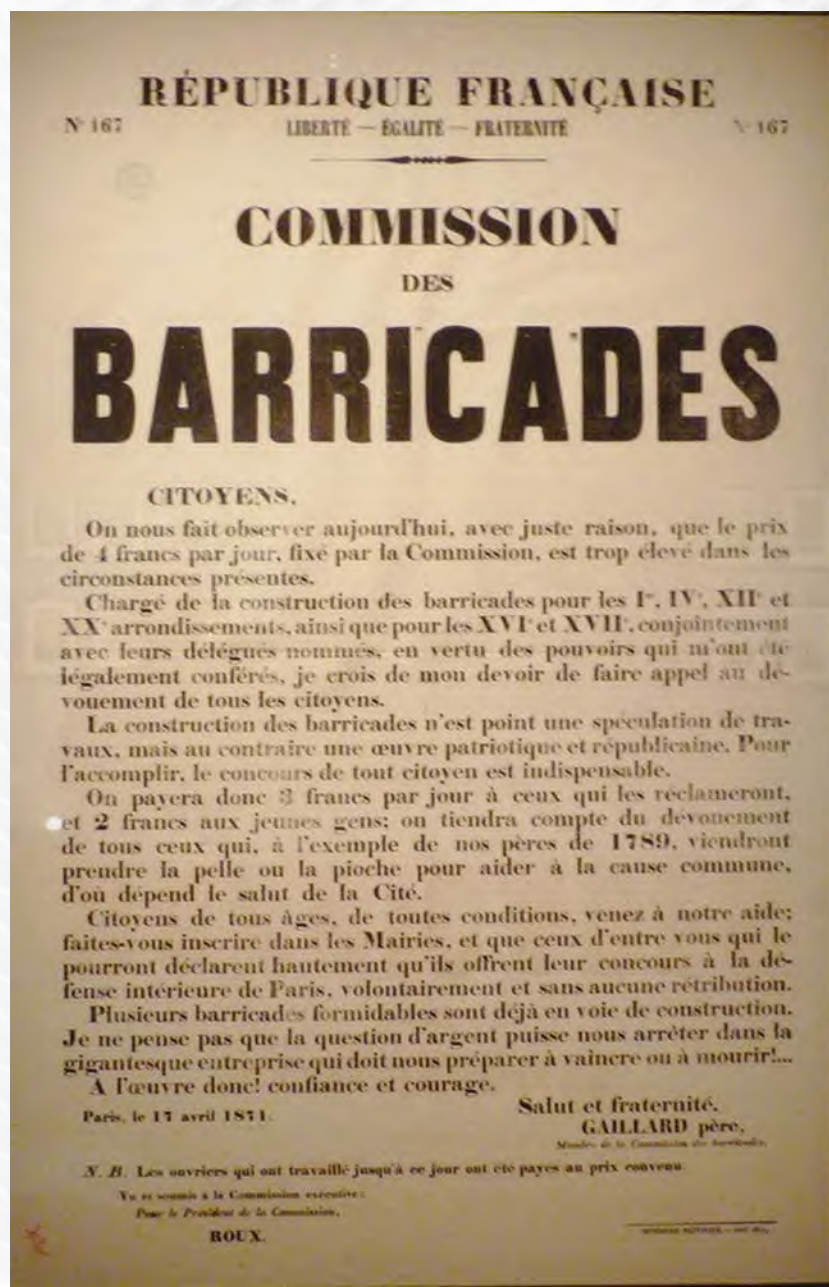 RÉPUBLIQUE FRANÇAISE
N° 167 LIBERTÉ — ÉGALITÉ — FRATERNITÉ N° 167
COMMISSION
DES
BARRICADES
CITOYENS,
On nous fait observer aujourd'hui, avec juste raison, que le prix
de 4 francs par jour, fixé par la Commission, est trop élevé dans les
circonstances présentes.
Chargé de la construction des barricades pour les Ier, IVe, XIIe et
XXe arrondissements, ainsi que pour les XVIe et XVIIe, conjointement
avec leurs délégués nommés, en vertu des pouvoirs qui m'ont été
légalement conférés, je crois de mon devoir de faire appel au dé-
vouement de tous les citoyens.
La construction des barricades n'est point une spéculation de tra-
vaux, mais au contraire une œuvre patriotique et républicaine. Pour
l'accomplir, le concours de tout citoyen est indispensable.
On payera donc 3 francs par jour à ceux qui les réclameront,
et 2 francs aux jeunes gens; on tiendra compte du dévouement
de tous ceux qui, à l'exemple de nos pères de 1789, viendront
prendre la pelle ou la pioche pour aider à la cause commune,
d'où dépend le salut de la Cité.
Citoyens de tous âges, de toutes conditions, venez à notre aide;
faites-vous inscrire dans les Mairies, et que ceux d'entre vous qui le
pourront déclarent hautement qu'ils offrent leur concours à la dé-
fense intérieure de Paris, volontairement et sans aucune rétribution.
Plusieurs barricades formidables sont déjà en voie de construction.
Je ne pense pas que la question d'argent puisse nous arrêter dans la
gigantesque entreprise qui doit nous préparer à vaincre ou à mourir!...
A l'œuvre donc! confiance et courage.
Paris, le 17 avril 1871.
Salut et fraternité.
GAILLARD père,
Membre de la Commission des barricades.
N. B. Les ouvriers qui ont travaillé jusqu'à ce jour ont été payés au prix convenu.
Vu et soumis à la Commission exécutive:
Pour le Président de la Commission,
ROUX.